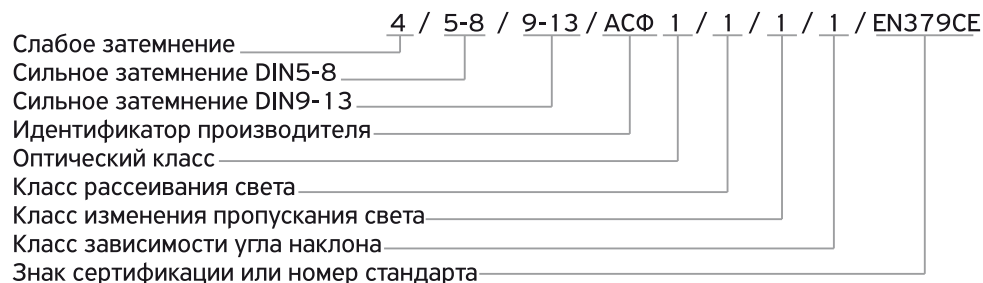 4 / 5-8 / 9-13 / АСФ 1 / 1 / 1 / 1 / EN379CE
Слабое затемнение
Сильное затемнение DIN5-8
Сильное затемнение DIN9-13
Идентификатор производителя
Оптический класс
Класс рассеивания света
Класс изменения пропускания света
Класс зависимости угла наклона
Знак сертификации или номер стандарта